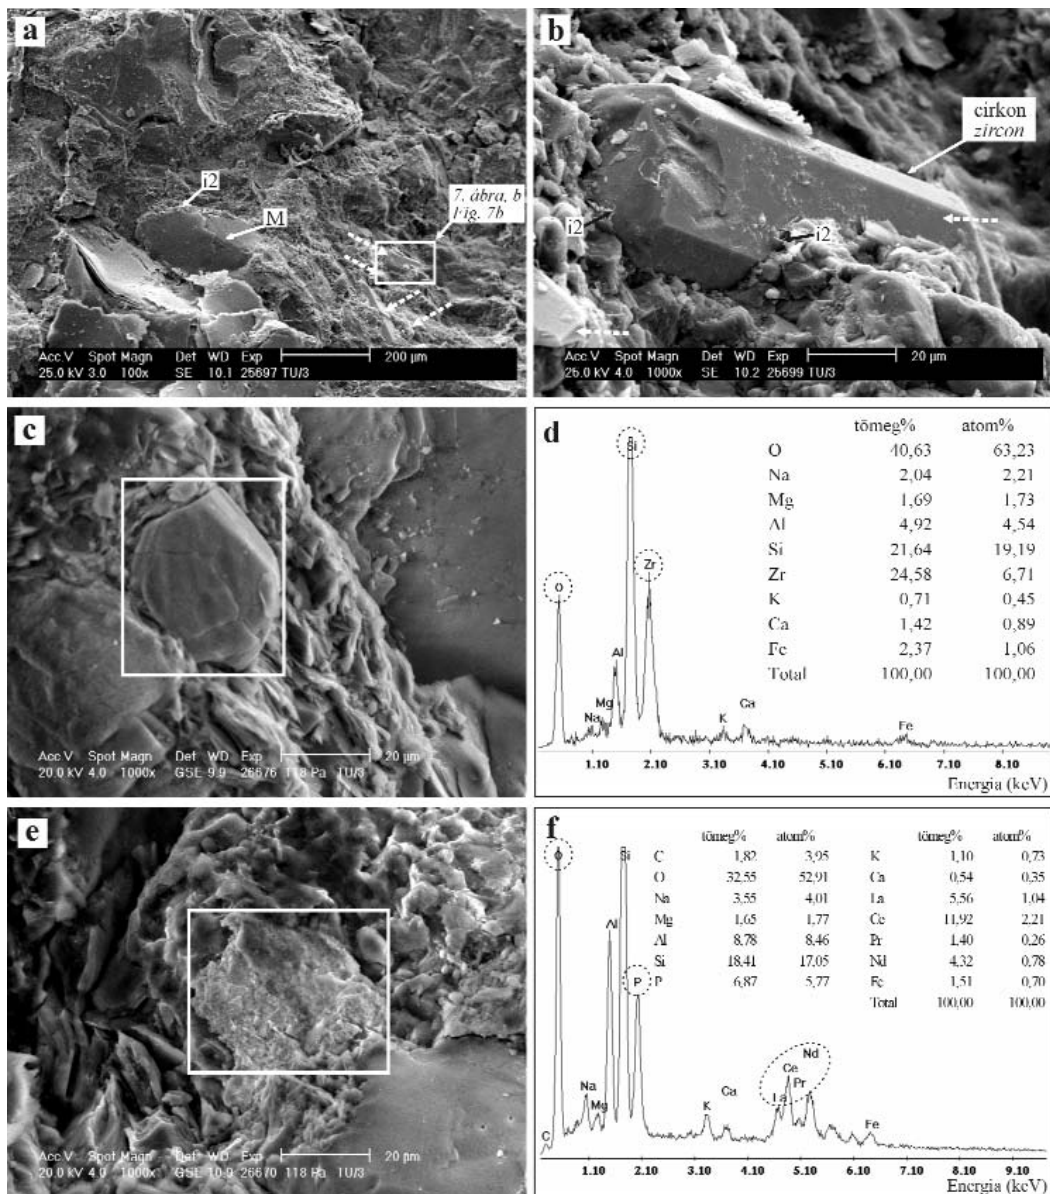 a
i2
M
7. ábra, b
Fig. 7b
Acc.V Spot Magn Det WD Exp 200 µm
25.0 kV 3.0 100x SE 10.1 25697 TU/3
b
cirkon
zircon
i2
i2
Acc.V Spot Magn Det WD Exp 20 µm
25.0 kV 4.0 1000x SE 10.2 25699 TU/3
c
Acc.V Spot Magn Det WD Exp 20 µm
20.0 kV 4.0 1000x GSE 9.9 26676 118 Pa TU/3
d
tömeg% atom%
O 40,63 63,23
Na 2,04 2,21
Mg 1,69 1,73
Al 4,92 4,54
Si 21,64 19,19
Zr 24,58 6,71
K 0,71 0,45
Ca 1,42 0,89
Fe 2,37 1,06
Total 100,00 100,00
Si
Zr
O
Al
Mg
Na
K
Ca
Fe
1.10 2.10 3.10 4.10 5.10 6.10 7.10 8.10
Energia (keV)
e
Acc.V Spot Magn Det WD Exp 20 µm
20.0 kV 4.0 1000x GSE 10.9 26670 118 Pa TU/3
f
tömeg% atom% tömeg% atom%
C 1,82 3,95 K 1,10 0,73
O 32.55 52,91 Ca 0,54 0,35
Na 3,55 4,01 La 5,56 1,04
Mg 1,65 1,77 Ce 11,92 2,21
Al 8,78 8,46 Pr 1,40 0,26
Si 18.41 17.05 Nd 4,32 0,78
P 6,87 5,77 Fe 1,51 0,70
Total 100,00 100,00
O
Si
Al
P
Nd
Ce
Pr
La
Na
Mg
Ca
K
Fe
C
1.10 2.10 3.10 4.10 5.10 6.10 7.10 8.10 9.10
Energia (keV)